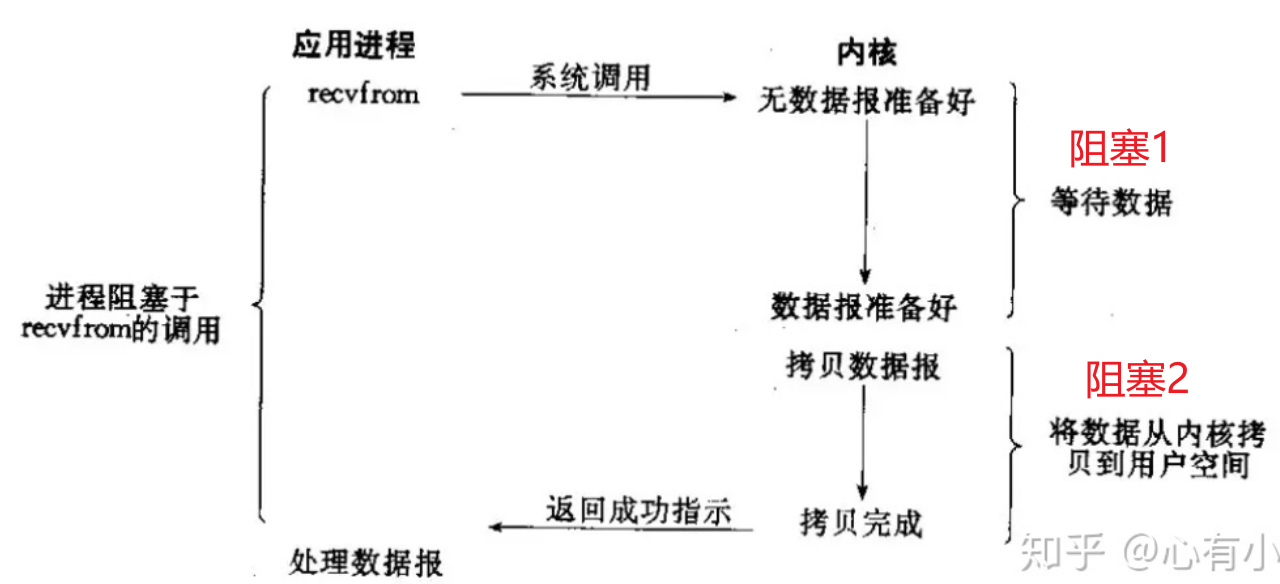 应用进程
内核
recvfrom
系统调用
无数据报准备好
阻塞1
等待数据
进程阻塞于
recvfrom的调用
数据报准备好
拷贝数据报
阻塞2
将数据从内核拷
贝到用户空间
返回成功指示
拷贝完成
处理数据报
知乎 @心有小